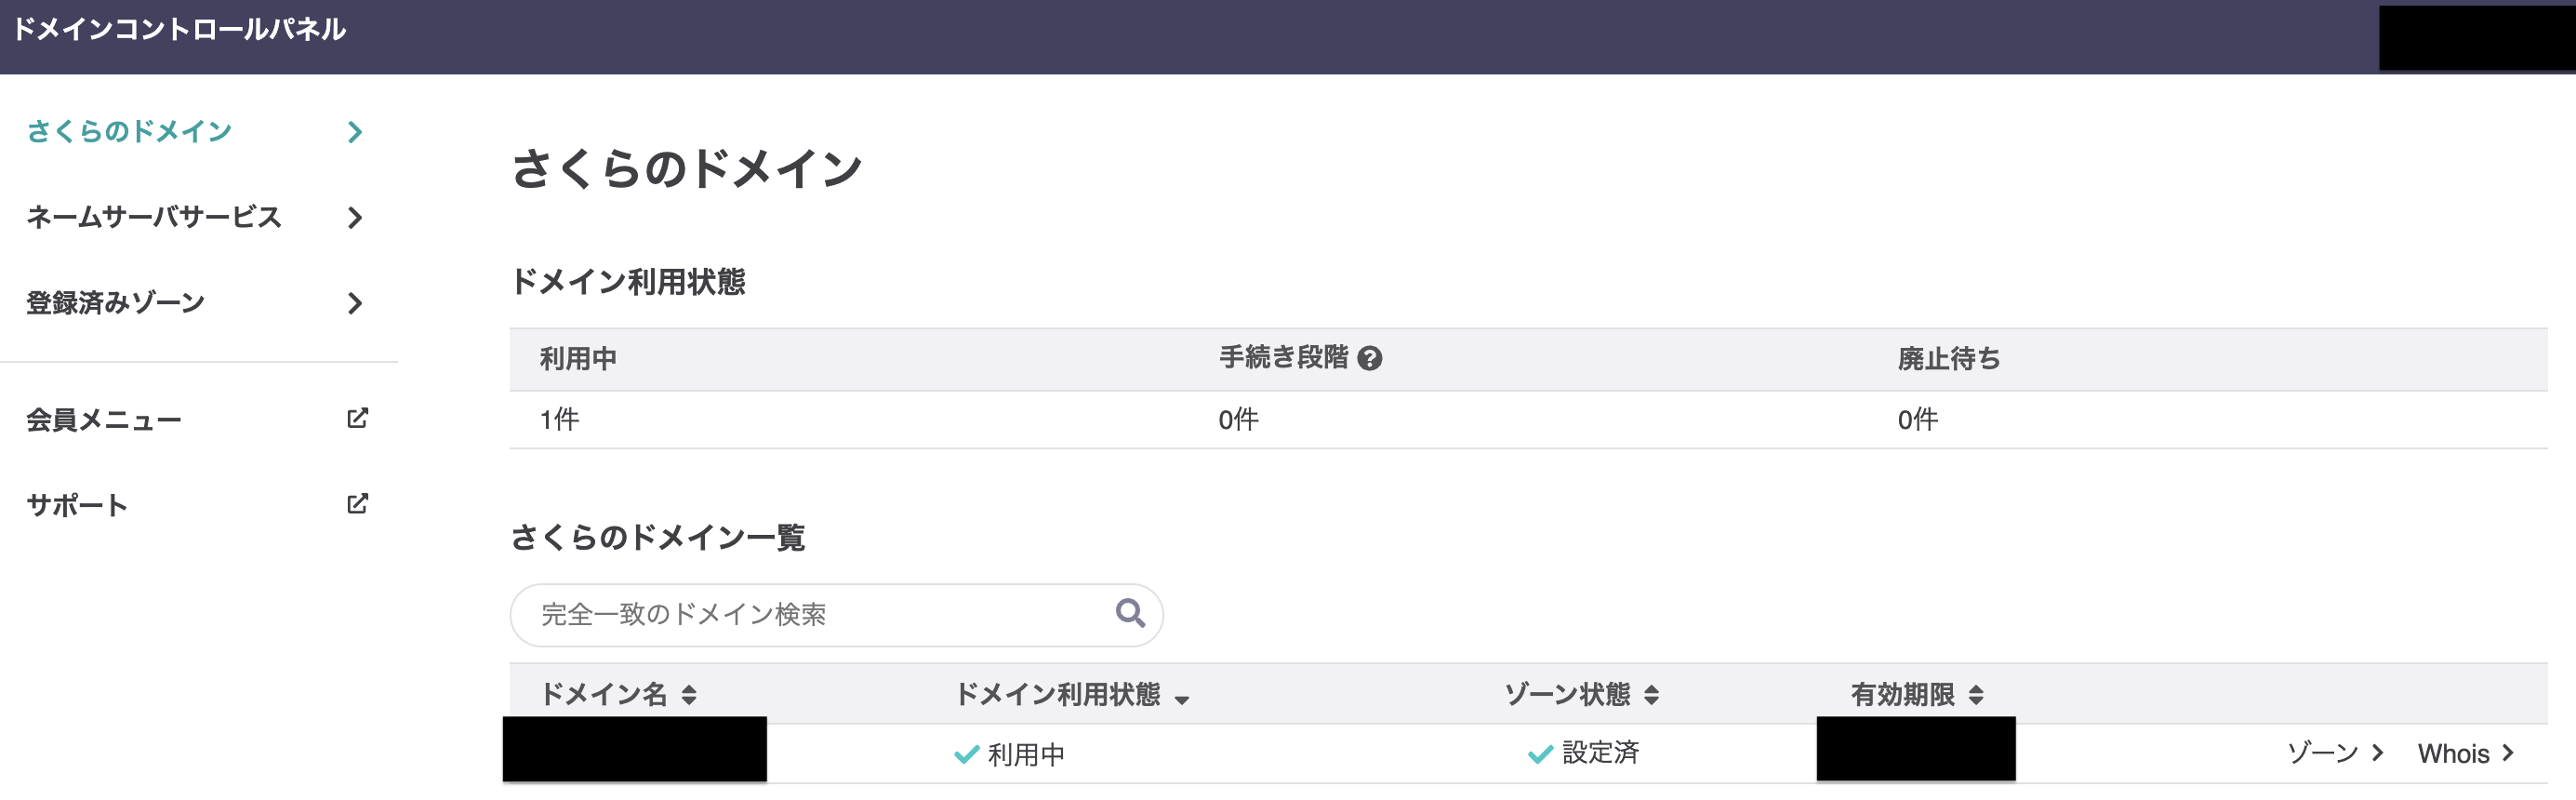 ドメインコントロールパネル
さくらのドメイン
ネームサーバサービス
登録済みゾーン
会員メニュー
サポート
さくらのドメイン
ドメイン利用状態
利用中 手続き段階 ? 廃止待ち
1件 0件 0件
さくらのドメイン一覧
完全一致のドメイン検索
ドメイン名 ドメイン利用状態 ゾーン状態 有効期限
利用中 設定済 ゾーン Whois